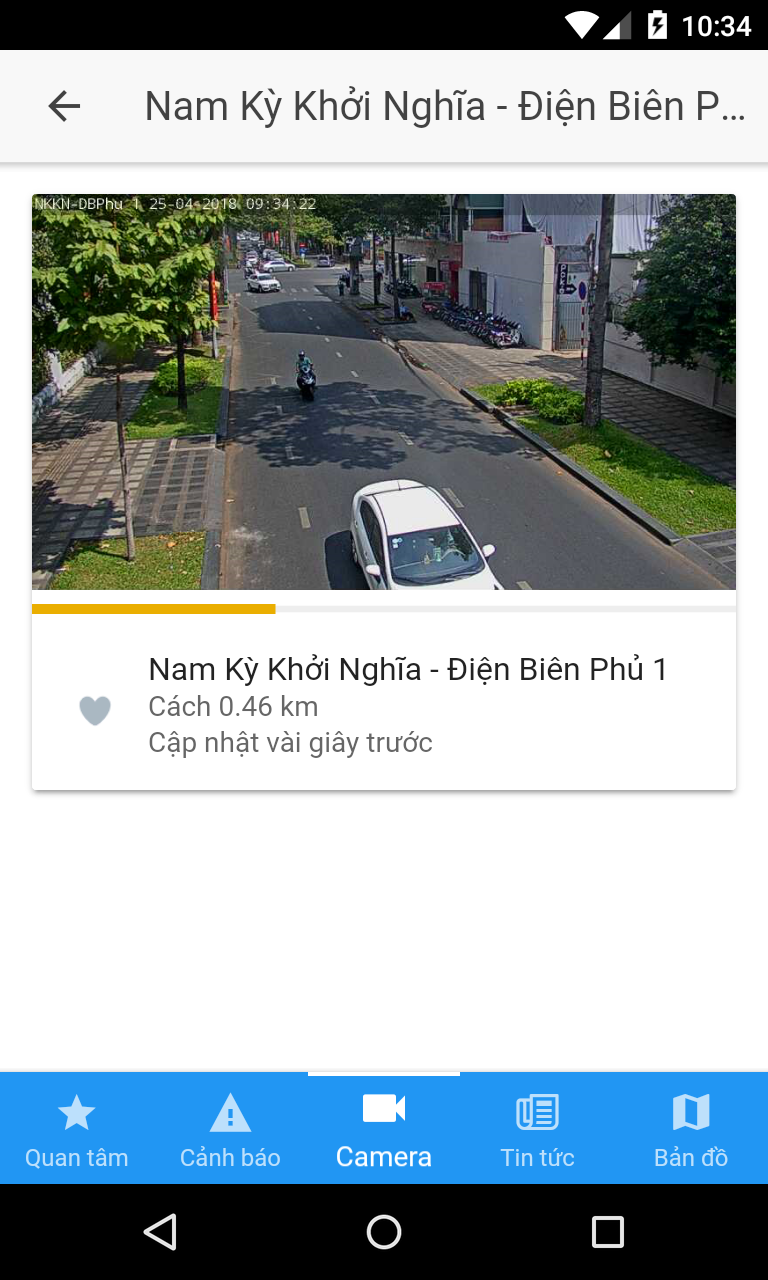 10:34
Nam Kỳ Khởi Nghĩa - Điện Biên P...
NKKN-DBPhu 1 25-04-2018 09:34:22
Nam Kỳ Khởi Nghĩa - Điện Biên Phủ 1
Cách 0.46 km
Cập nhật vài giây trước
Quan tâm
Cảnh báo
Camera
Tin tức
Bản đồ